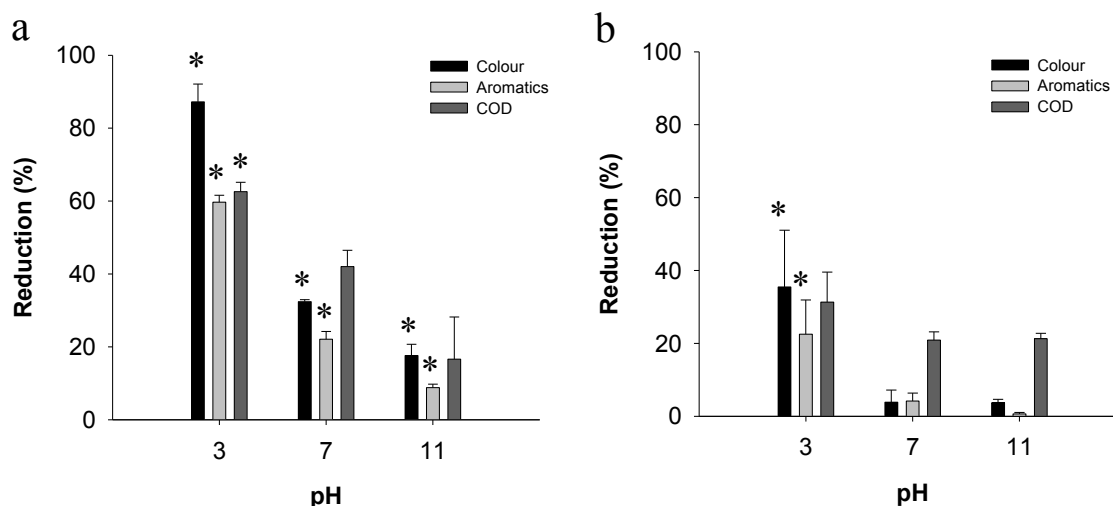 a
100
80
60
40
20
0
Reduction (%)
*
* *
*
*
*
*
Colour
Aromatics
COD
3 7 11
pH
b
100
80
60
40
20
0
Reduction (%)
*
*
Colour
Aromatics
COD
3 7 11
pH